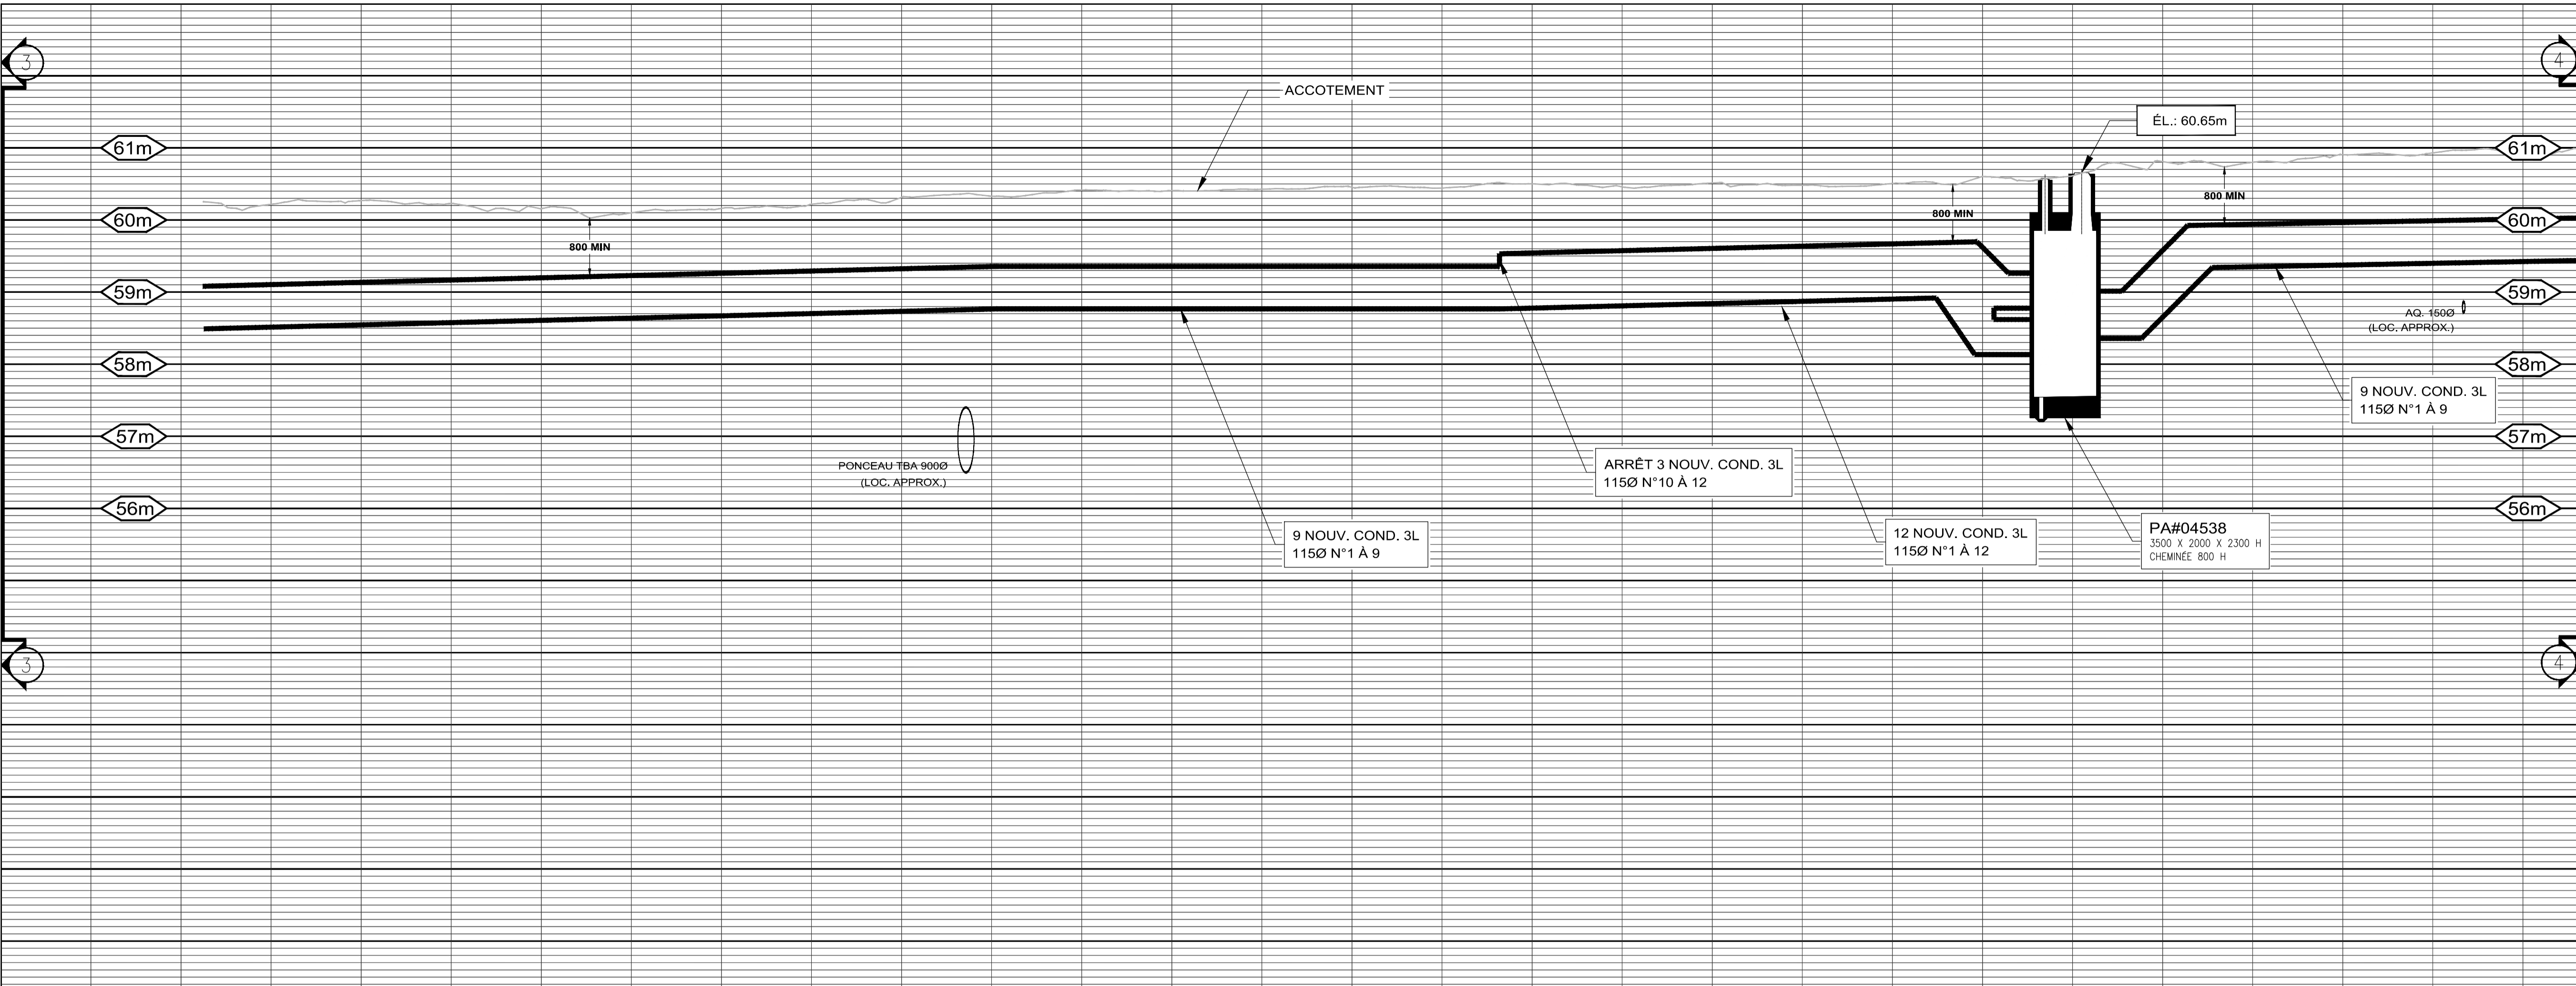 3
4
ACCOTEMENT
ÉL.: 60.65m
61m
61m
60m
60m
800 MIN
800 MIN
800 MIN
59m
59m
AQ. 150Ø
(LOC. APPROX.)
58m
58m
9 NOUV. COND. 3L
115Ø N°1 À 9
57m
57m
PONCEAU TBA 900Ø
(LOC. APPROX.)
ARRÊT 3 NOUV. COND. 3L
115Ø N°10 À 12
56m
56m
9 NOUV. COND. 3L
115Ø N°1 À 9
12 NOUV. COND. 3L
115Ø N°1 À 12
PA#04538
3500 X 2000 X 2300 H
CHEMINÉE 800 H
3
4